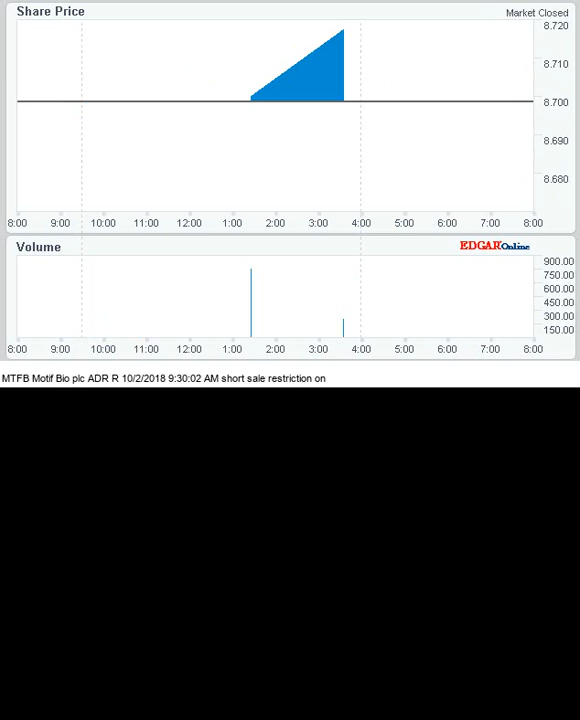 Share Price
Market Closed
8.720
8.710
8.700
8.690
8.680
8:00 9:00 10:00 11:00 12:00 1:00 2:00 3:00 4:00 5:00 6:00 7:00 8:00
Volume
EDGAR Online
900.00
750.00
600.00
450.00
300.00
150.00
8:00 9:00 10:00 11:00 12:00 1:00 2:00 3:00 4:00 5:00 6:00 7:00 8:00
MTFB Motif Bio plc ADR R 10/2/2018 9:30:02 AM short sale restriction on